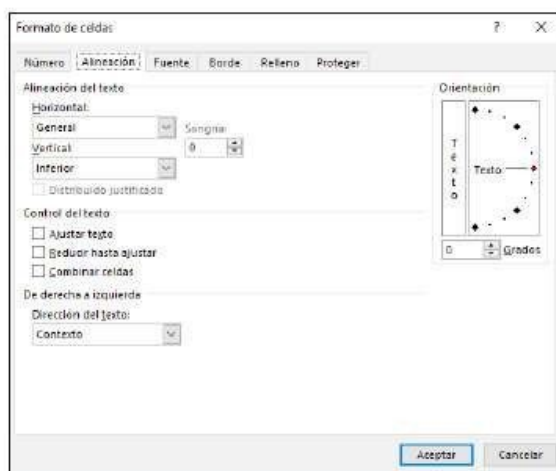 Formato de celdas ? X
Número Alineación Fuente Borde Relleno Proteger
Alineación del texto
Horizontal:
General
Sangría:
Vertical:
0
Inferior
Distribuido justificado
Control del texto
Ajustar texto
Reducir hasta ajustar
Combinar celdas
De derecha a izquierda
Dirección del texto:
Contexto
Orientación
Texto
Texto
0 Grados
Aceptar Cancelar